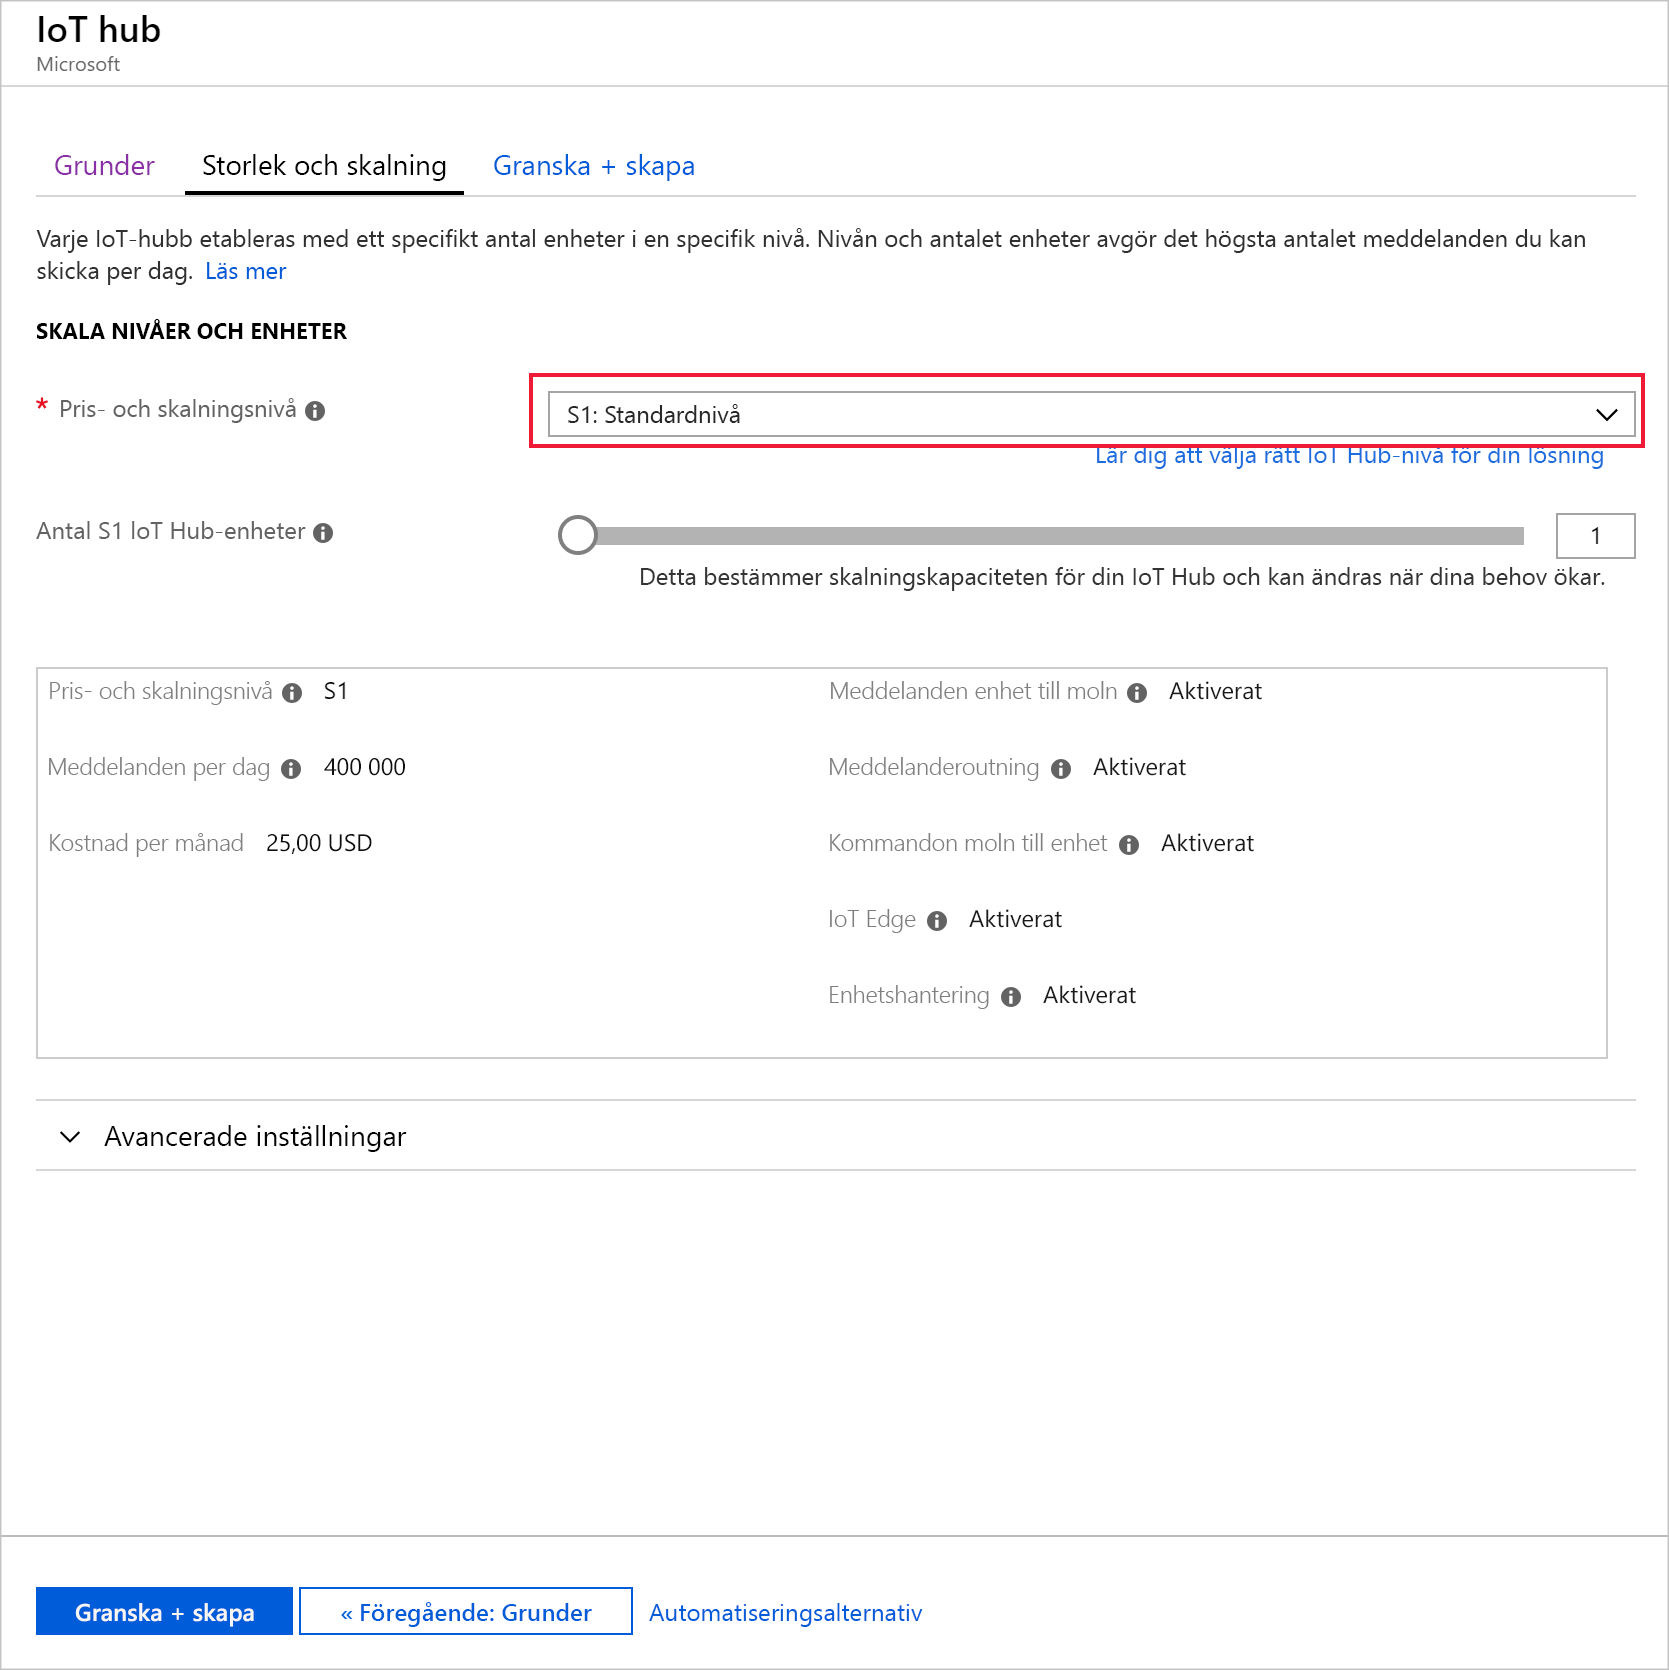 IoT hub
Microsoft
Grunder
Storlek och skalning
Granska + skapa
Varje IoT-hubb etableras med ett specifikt antal enheter i en specifik nivå. Nivån och antalet enheter avgör det högsta antalet meddelanden du kan
skicka per dag. Läs mer
SKALA NIVÅER OCH ENHETER
* Pris- och skalningsnivå
S1: Standardnivå
Lär dig att välja rätt IoT Hub-nivå för din lösning
Antal S1 IoT Hub-enheter
1
Detta bestämmer skalningskapaciteten för din IoT Hub och kan ändras när dina behov ökar.
Pris- och skalningsnivå S1
Meddelanden per dag 400 000
Kostnad per månad 25,00 USD
Meddelanden enhet till moln Aktiverat
Meddelanderoutning Aktiverat
Kommandon moln till enhet Aktiverat
IoT Edge Aktiverat
Enhetshantering Aktiverat
Avancerade inställningar
Granska + skapa
« Föregående: Grunder
Automatiseringsalternativ